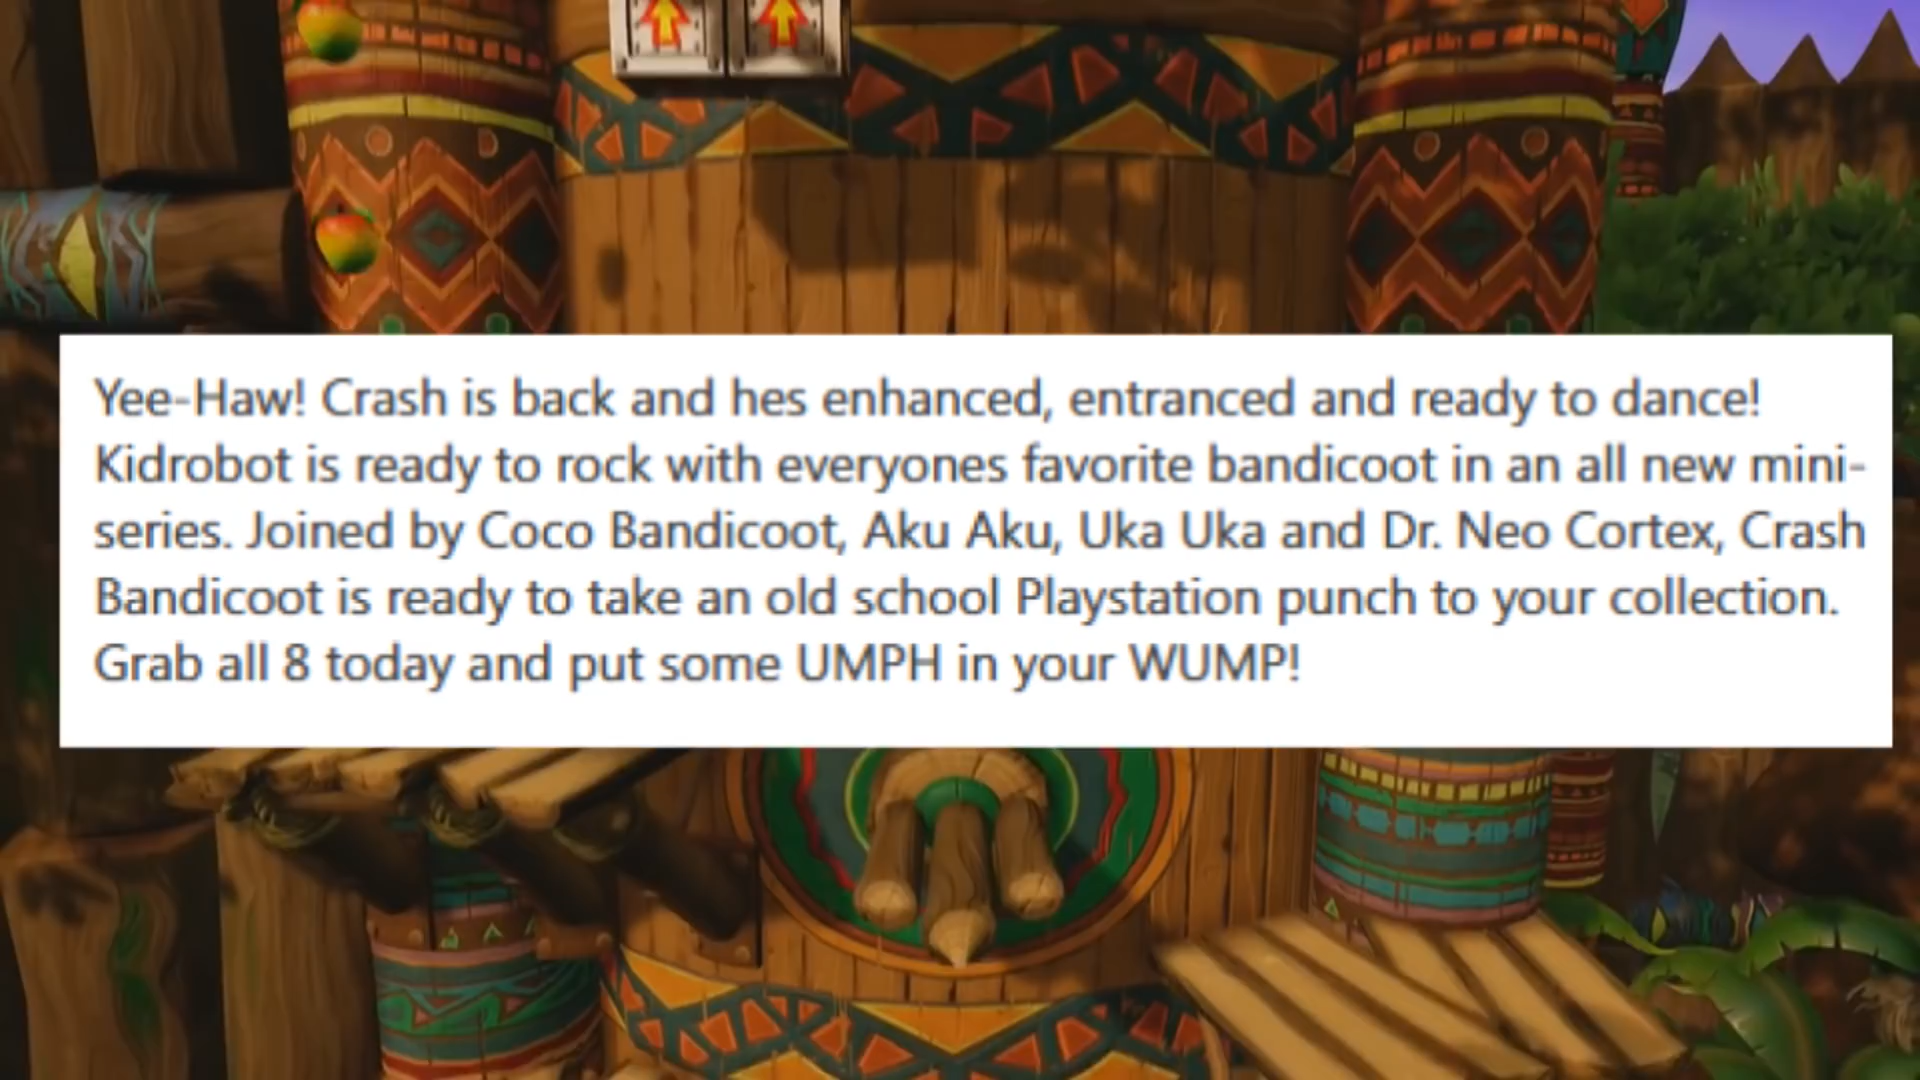 Yee-Haw! Crash is back and hes enhanced, entranced and ready to dance!
Kidrobot is ready to rock with everyones favorite bandicoot in an all new mini-
series. Joined by Coco Bandicoot, Aku Aku, Uka Uka and Dr. Neo Cortex, Crash
Bandicoot is ready to take an old school Playstation punch to your collection.
Grab all 8 today and put some UMPH in your WUMP!